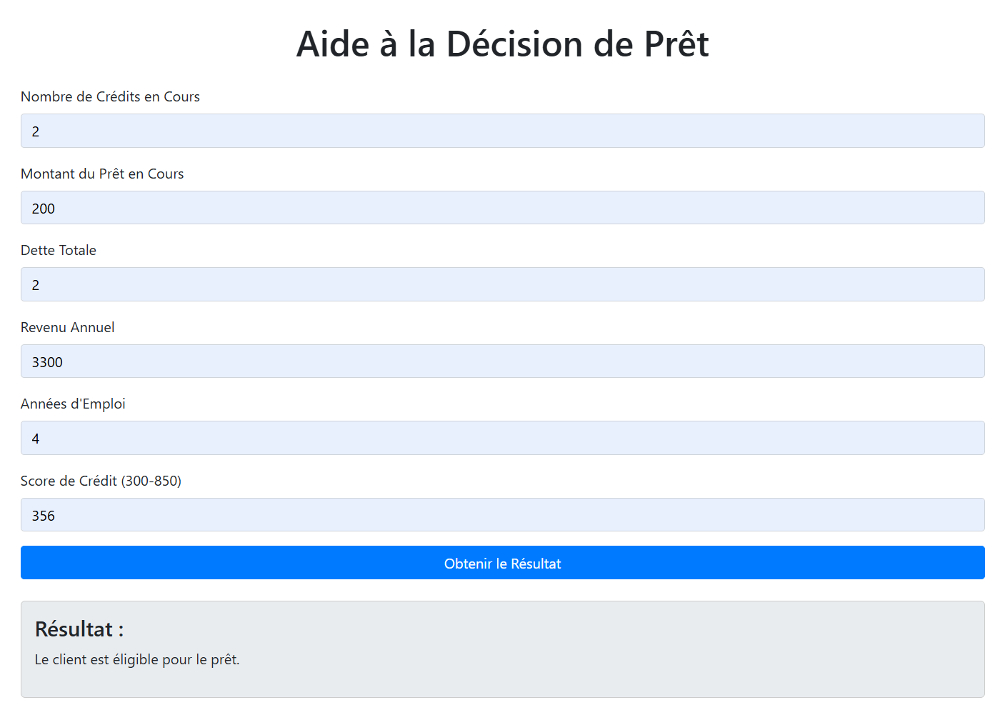 Aide à la Décision de Prêt
Nombre de Crédits en Cours
2
Montant du Prêt en Cours
200
Dette Totale
2
Revenu Annuel
3300
Années d'Emploi
4
Score de Crédit (300-850)
356
Obtenir le Résultat
Résultat :
Le client est éligible pour le prêt.